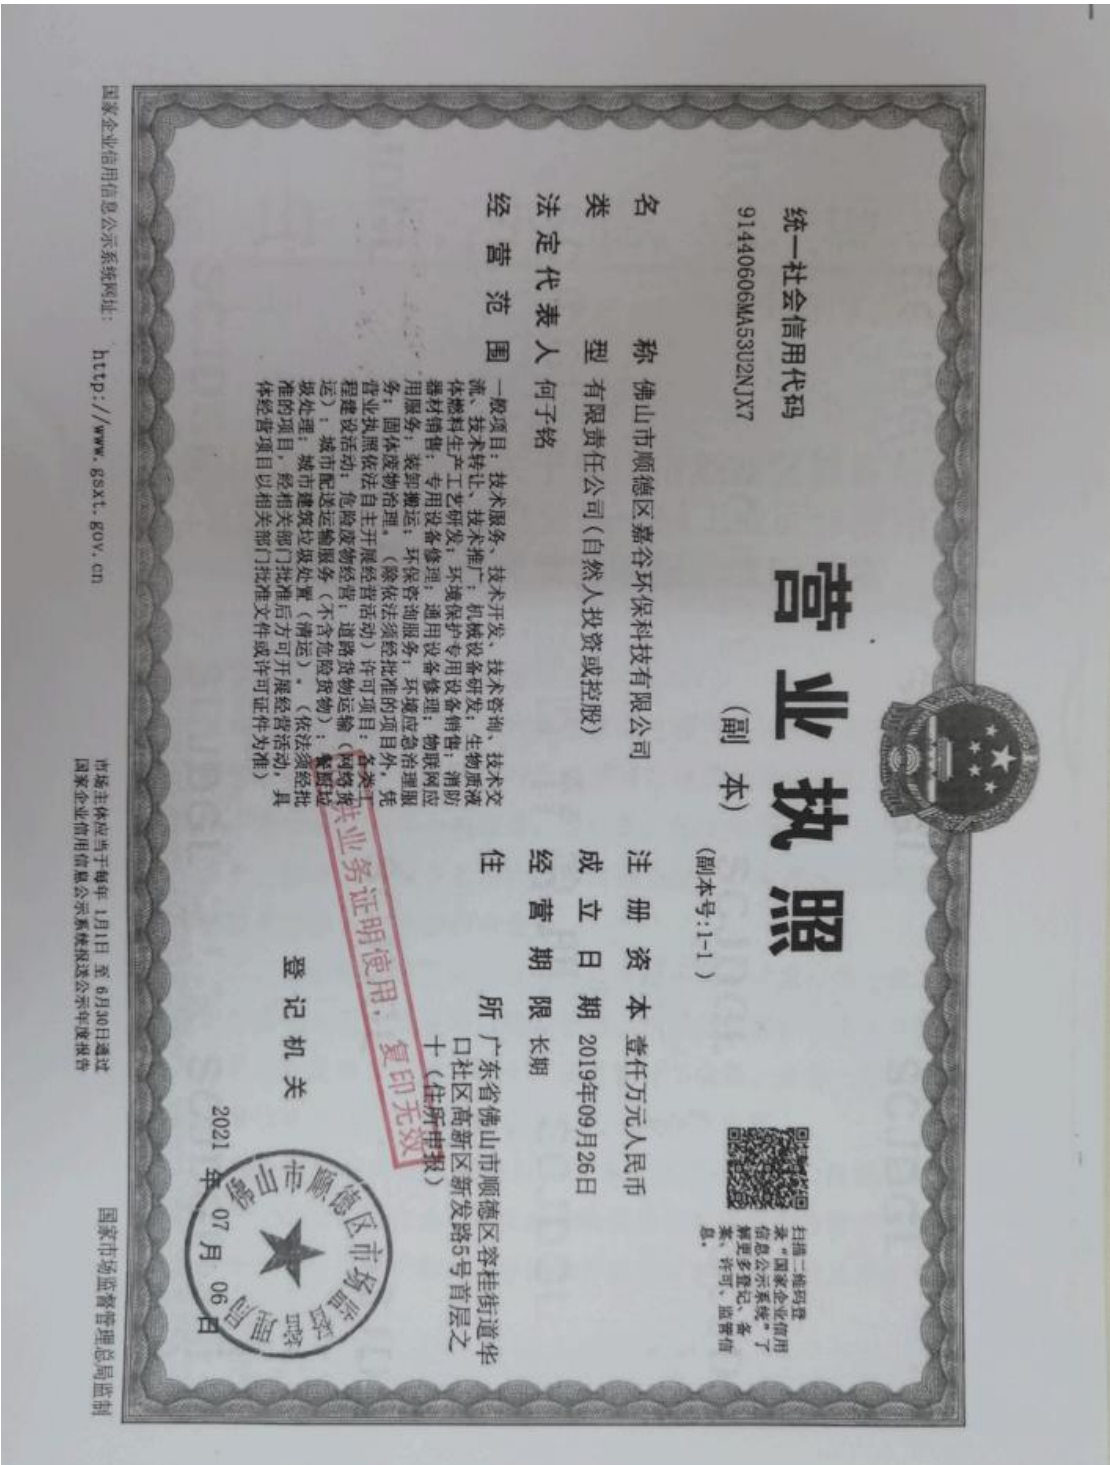 营业执照
(副 本)
(副本号:1-1)
统一社会信用代码
91440606MA53U2NJX7
扫描二维码登
录“国家企业信用
信息公示系统”了
解更多登记、备
案、许可、监管信
息。
名 称 佛山市顺德区嘉谷环保科技有限公司
类 型 有限责任公司(自然人投资或控股)
法定代表人 何子铭
经营范围 一般项目：技术服务、技术开发、技术咨询、技术交
流、技术转让、技术推广；机械设备研发；生物质液
体燃料生产工艺研发；环境保护专用设备销售；消防
器材销售；专用设备修理；通用设备修理；物联网应
用服务；装卸搬运；环保咨询服务；环境应急治理服
务；固体废物治理。（除依法须经批准的项目外，凭
营业执照依法自主开展经营活动）许可项目：各类工
程建设活动；危险废物经营；道路货物运输（网络货
运）；城市配送运输服务（不含危险货物）；餐厨垃
圾处理；城市建筑垃圾处置（清运）。（依法须经批
准的项目，经相关部门批准后方可开展经营活动，具
体经营项目以相关部门批准文件或许可证件为准）
注册资本 壹仟万元人民币
成立日期 2019年09月26日
经营期限 长期
住 所 广东省佛山市顺德区容桂街道华
口社区高新区新发路5号首层之
十（住所申报）
供业务证明使用，复印无效
登记机关
佛山市顺德区市场监督管理局
2021 年 07 月 06 日
国家企业信用信息公示系统网址： http://www.gsxt.gov.cn
市场主体应当于每年 1月1日 至 6月30日通过
国家企业信用信息公示系统报送公示年度报告
国家市场监督管理总局监制